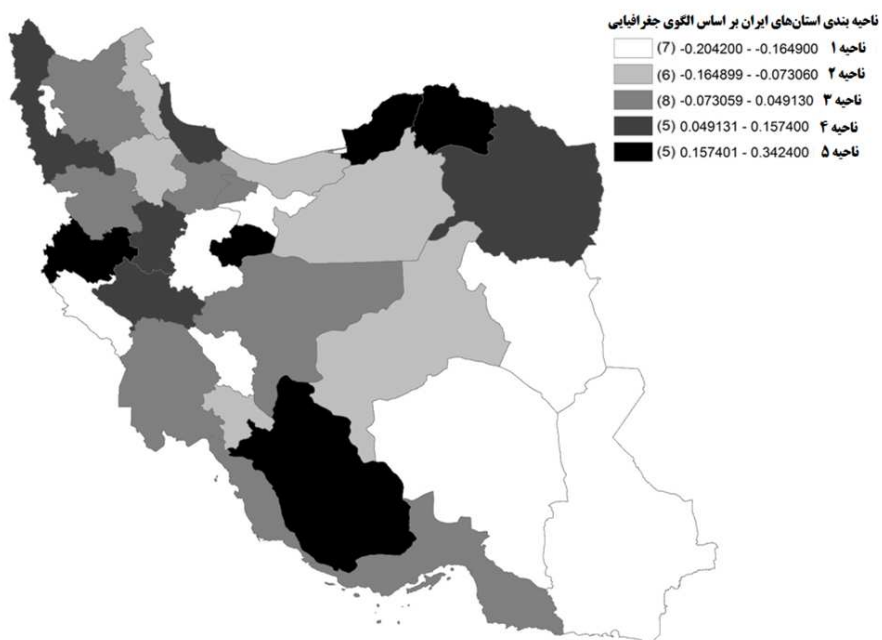 ناحیه بندی استان‌های ایران بر اساس الگوی جغرافیایی
(7) -0.204200 - -0.164900 ناحیه ۱
(6) -0.164899 - -0.073060 ناحیه ۲
(8) -0.073059 - 0.049130 ناحیه ۳
(5) 0.049131 - 0.157400 ناحیه ۴
(5) 0.157401 - 0.342400 ناحیه ۵